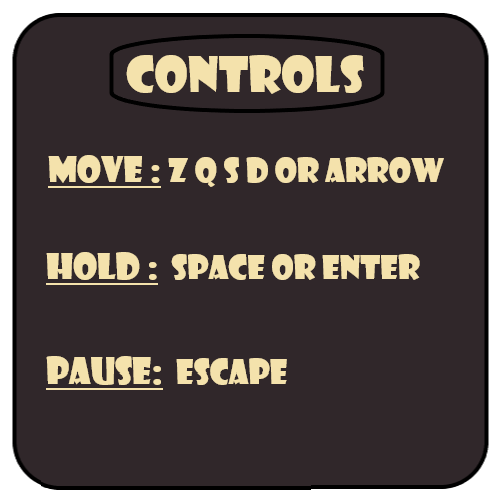 CONTROLS
MOVE : Z Q S D OR ARROW
HOLD : SPACE OR ENTER
PAUSE: ESCAPE